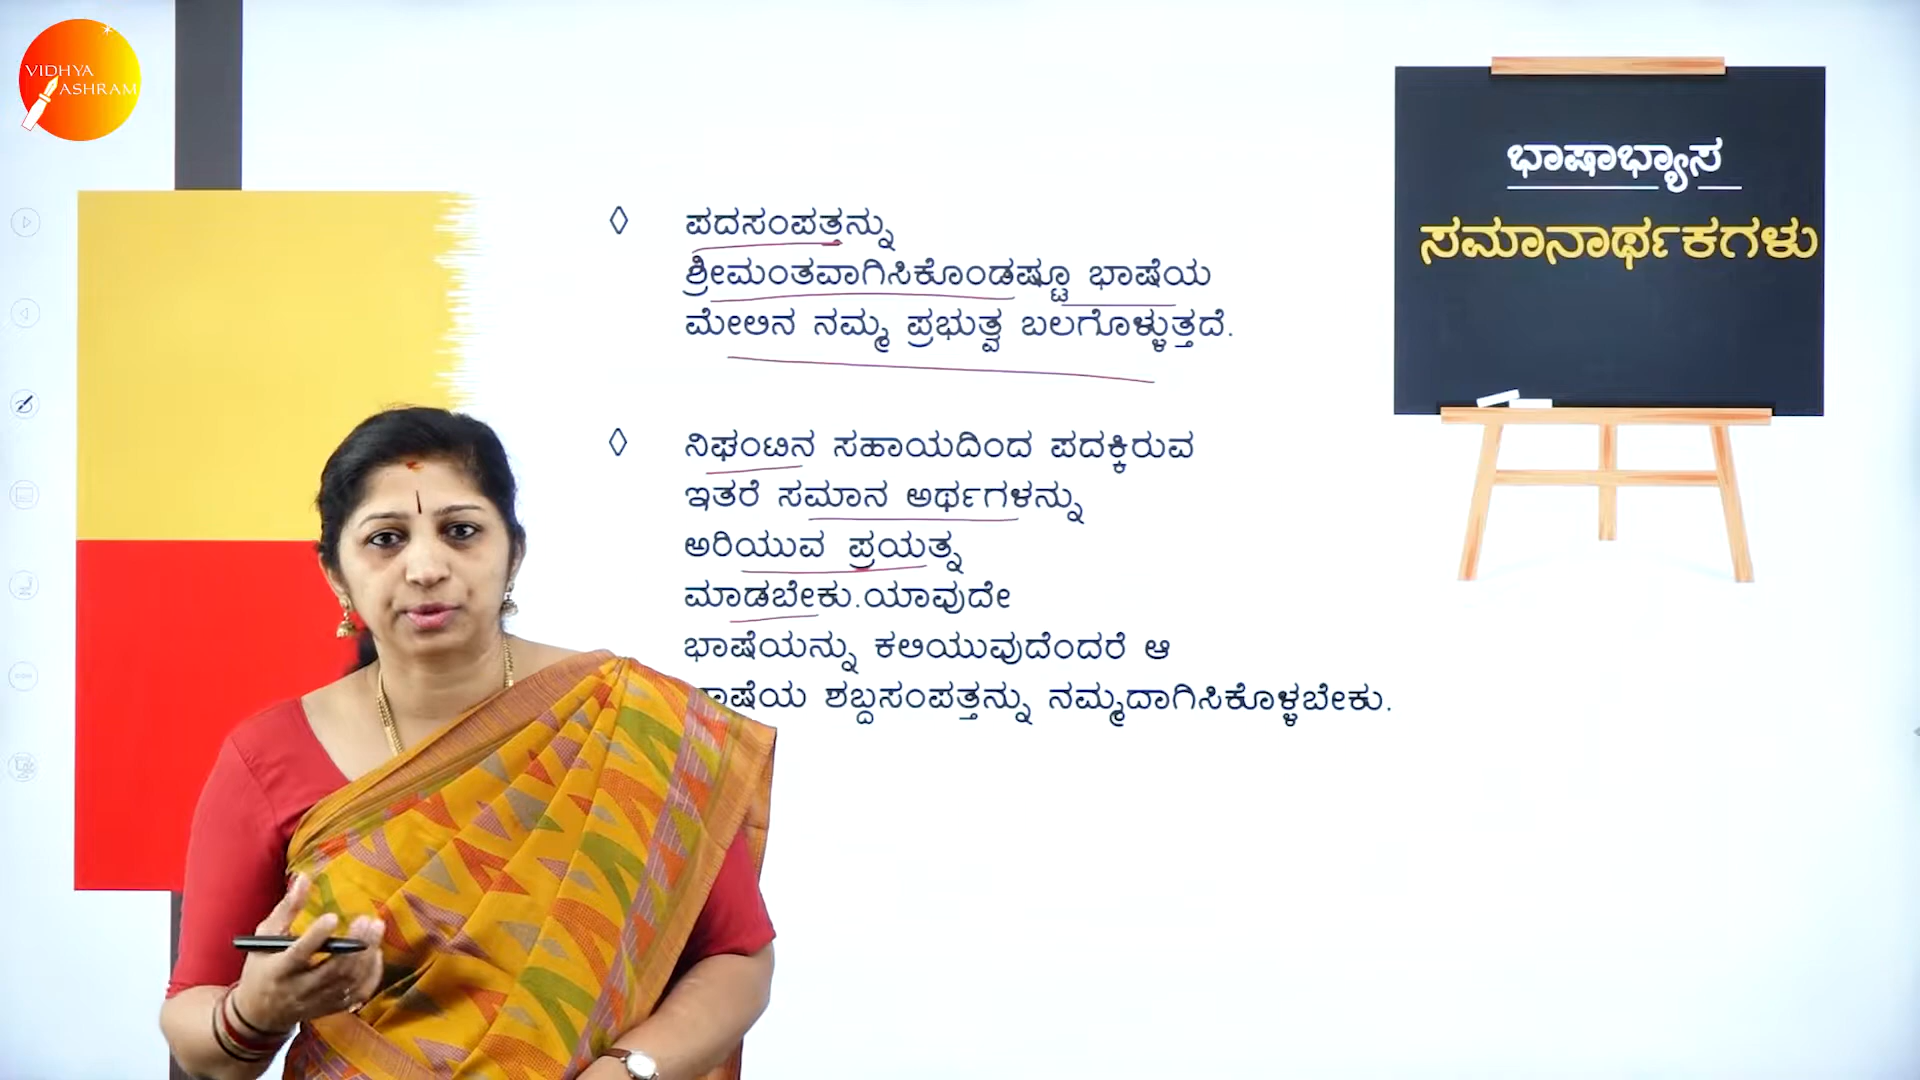 VIDHYA
ASHRAM
ಭಾಷಾಭ್ಯಾಸ
ಸಮಾನಾರ್ಥಕಗಳು
ಪದಸಂಪತ್ತನ್ನು
ಶ್ರೀಮಂತವಾಗಿಸಿಕೊಂಡಷ್ಟೂ ಭಾಷೆಯ
ಮೇಲಿನ ನಮ್ಮ ಪ್ರಭುತ್ವ ಬಲಗೊಳ್ಳುತ್ತದೆ.
ನಿಘಂಟಿನ ಸಹಾಯದಿಂದ ಪದಕ್ಕಿರುವ
ಇತರೆ ಸಮಾನ ಅರ್ಥಗಳನ್ನು
ಅರಿಯುವ ಪ್ರಯತ್ನ
ಮಾಡಬೇಕು.ಯಾವುದೇ
ಭಾಷೆಯನ್ನು ಕಲಿಯುವುದೆಂದರೆ ಆ
ಶಬ್ದಸಂಪತ್ತನ್ನು ನಮ್ಮದಾಗಿಸಿಕೊಳ್ಳಬೇಕು.